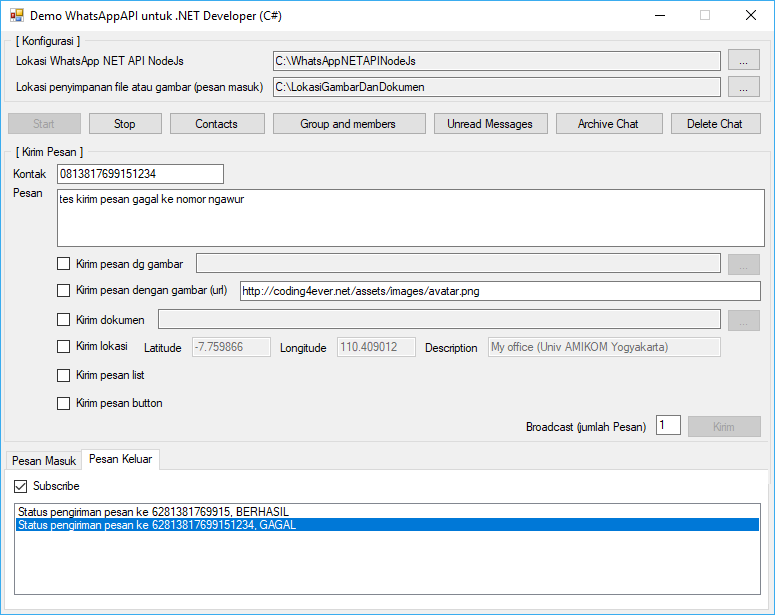 Demo WhatsAppAPI untuk .NET Developer (C#)
[ Konfigurasi ]
Lokasi WhatsApp NET API NodeJs C:\WhatsAppNETAPINodeJs ...
Lokasi penyimpanan file atau gambar (pesan masuk) C:\LokasiGambarDanDokumen ...
Start Stop Contacts Group and members Unread Messages Archive Chat Delete Chat
[ Kirim Pesan ]
Kontak 0813817699151234
Pesan tes kirim pesan gagal ke nomor ngawur
Kirim pesan dg gambar ...
Kirim pesan dengan gambar (url) http://coding4ever.net/assets/images/avatar.png
Kirim dokumen ...
Kirim lokasi Latitude -7.759866 Longitude 110.409012 Description My office (Univ AMIKOM Yogyakarta)
Kirim pesan list
Kirim pesan button
Broadcast (jumlah Pesan) 1 Kirim
Pesan Masuk Pesan Keluar
Subscribe
Status pengiriman pesan ke 6281381769915, BERHASIL
Status pengiriman pesan ke 62813817699151234, GAGAL